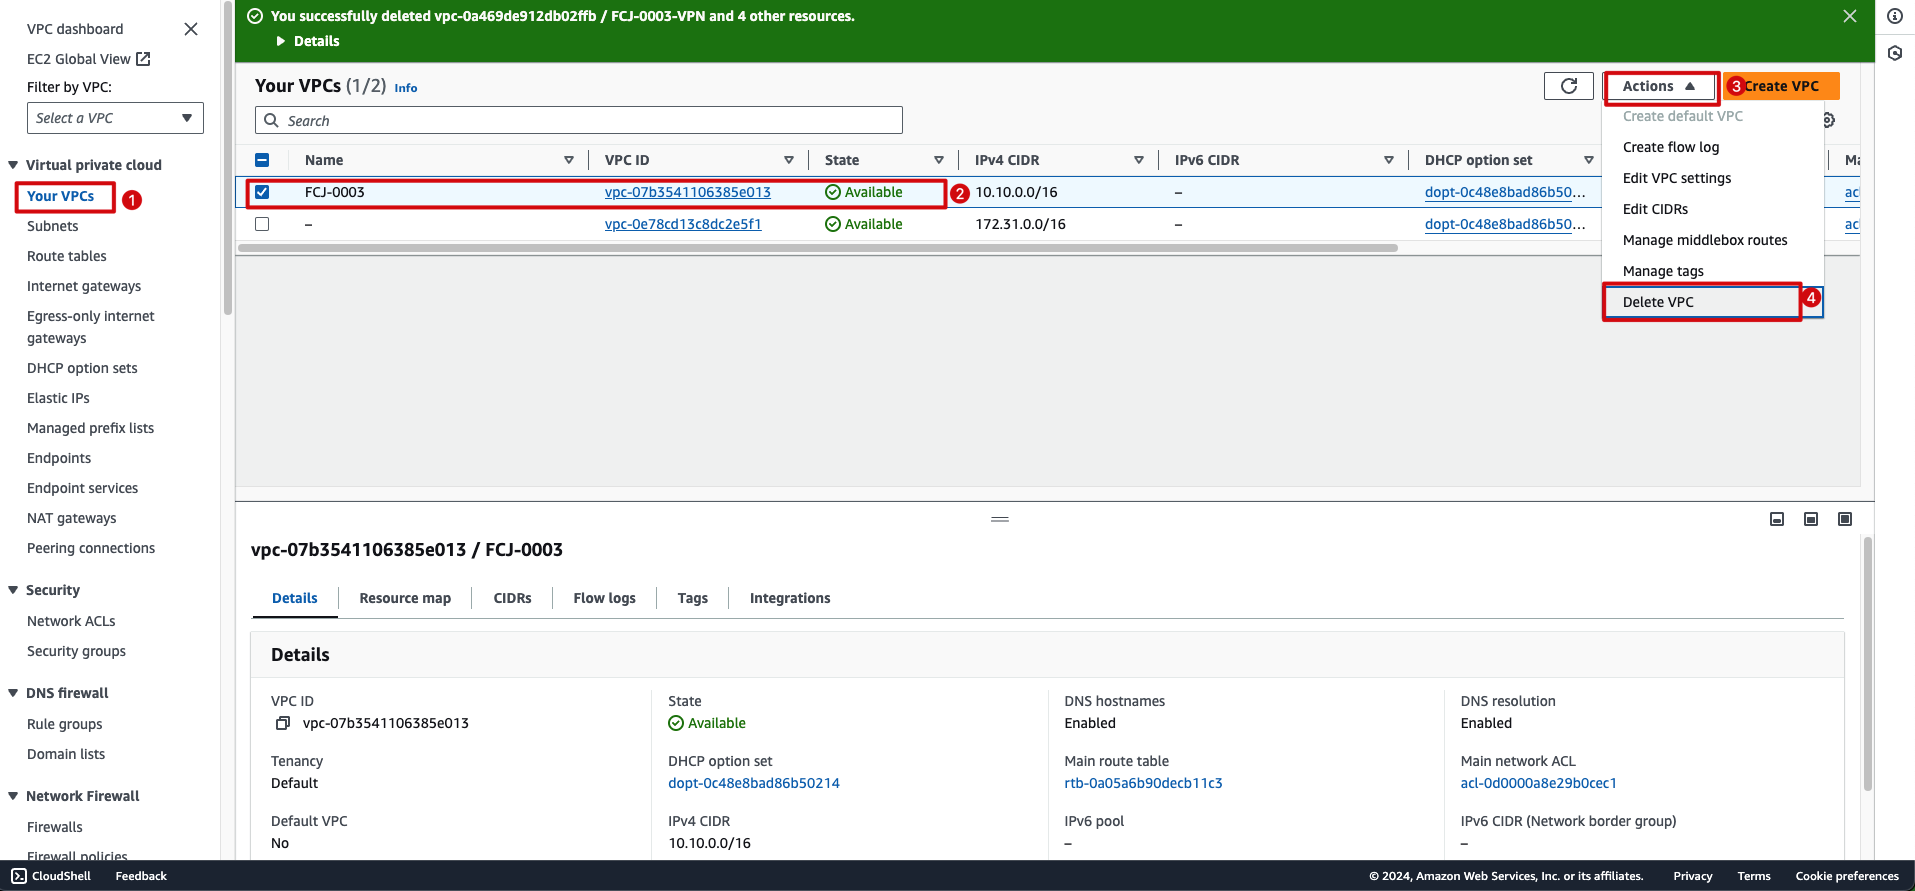 VPC dashboard
EC2 Global View
Filter by VPC:
Select a VPC
Virtual private cloud
Your VPCs
1
Subnets
Route tables
Internet gateways
Egress-only internet
gateways
DHCP option sets
Elastic IPs
Managed prefix lists
Endpoints
Endpoint services
NAT gateways
Peering connections
Security
Network ACLs
Security groups
DNS firewall
Rule groups
Domain lists
Network Firewall
Firewalls
Firewall policies
You successfully deleted vpc-0a469de912db02ffb / FCJ-0003-VPN and 4 other resources.
Details
Your VPCs (1/2) Info
Actions
3
Create VPC
Search
Create default VPC
Create flow log
Edit VPC settings
Edit CIDRs
Manage middlebox routes
Manage tags
Delete VPC
4
Name VPC ID State IPv4 CIDR IPv6 CIDR DHCP option set Ma
FCJ-0003 vpc-07b3541106385e013 Available 2 10.10.0.0/16 – dopt-0c48e8bad86b50... acl
– vpc-0e78cd13c8dc2e5f1 Available 172.31.0.0/16 – dopt-0c48e8bad86b50... acl
vpc-07b3541106385e013 / FCJ-0003
Details Resource map CIDRs Flow logs Tags Integrations
Details
VPC ID State DNS hostnames DNS resolution
vpc-07b3541106385e013 Available Enabled Enabled
Tenancy DHCP option set Main route table Main network ACL
Default dopt-0c48e8bad86b50214 rtb-0a05a6b90decb11c3 acl-0d0000a8e29b0cec1
Default VPC IPv4 CIDR IPv6 pool IPv6 CIDR (Network border group)
No 10.10.0.0/16 – –
CloudShell Feedback © 2024, Amazon Web Services, Inc. or its affiliates. Privacy Terms Cookie preferences